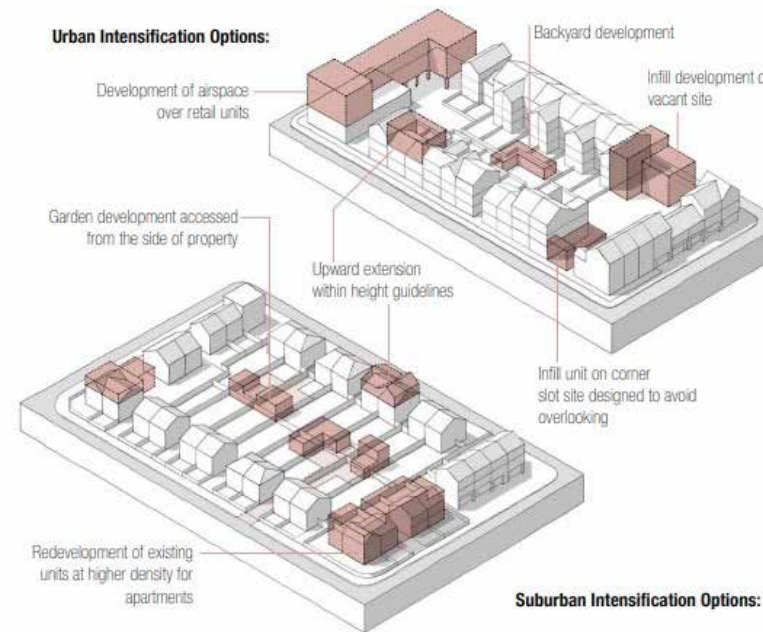 Urban Intensification Options:
Backyard development
Development of airspace
over retail units
Infill development o
vacant site
Garden development accessed
from the side of property
Upward extension
within height guidelines
Infill unit on corner
slot site designed to avoid
overlooking
Redevelopment of existing
units at higher density for
apartments
Suburban Intensification Options: